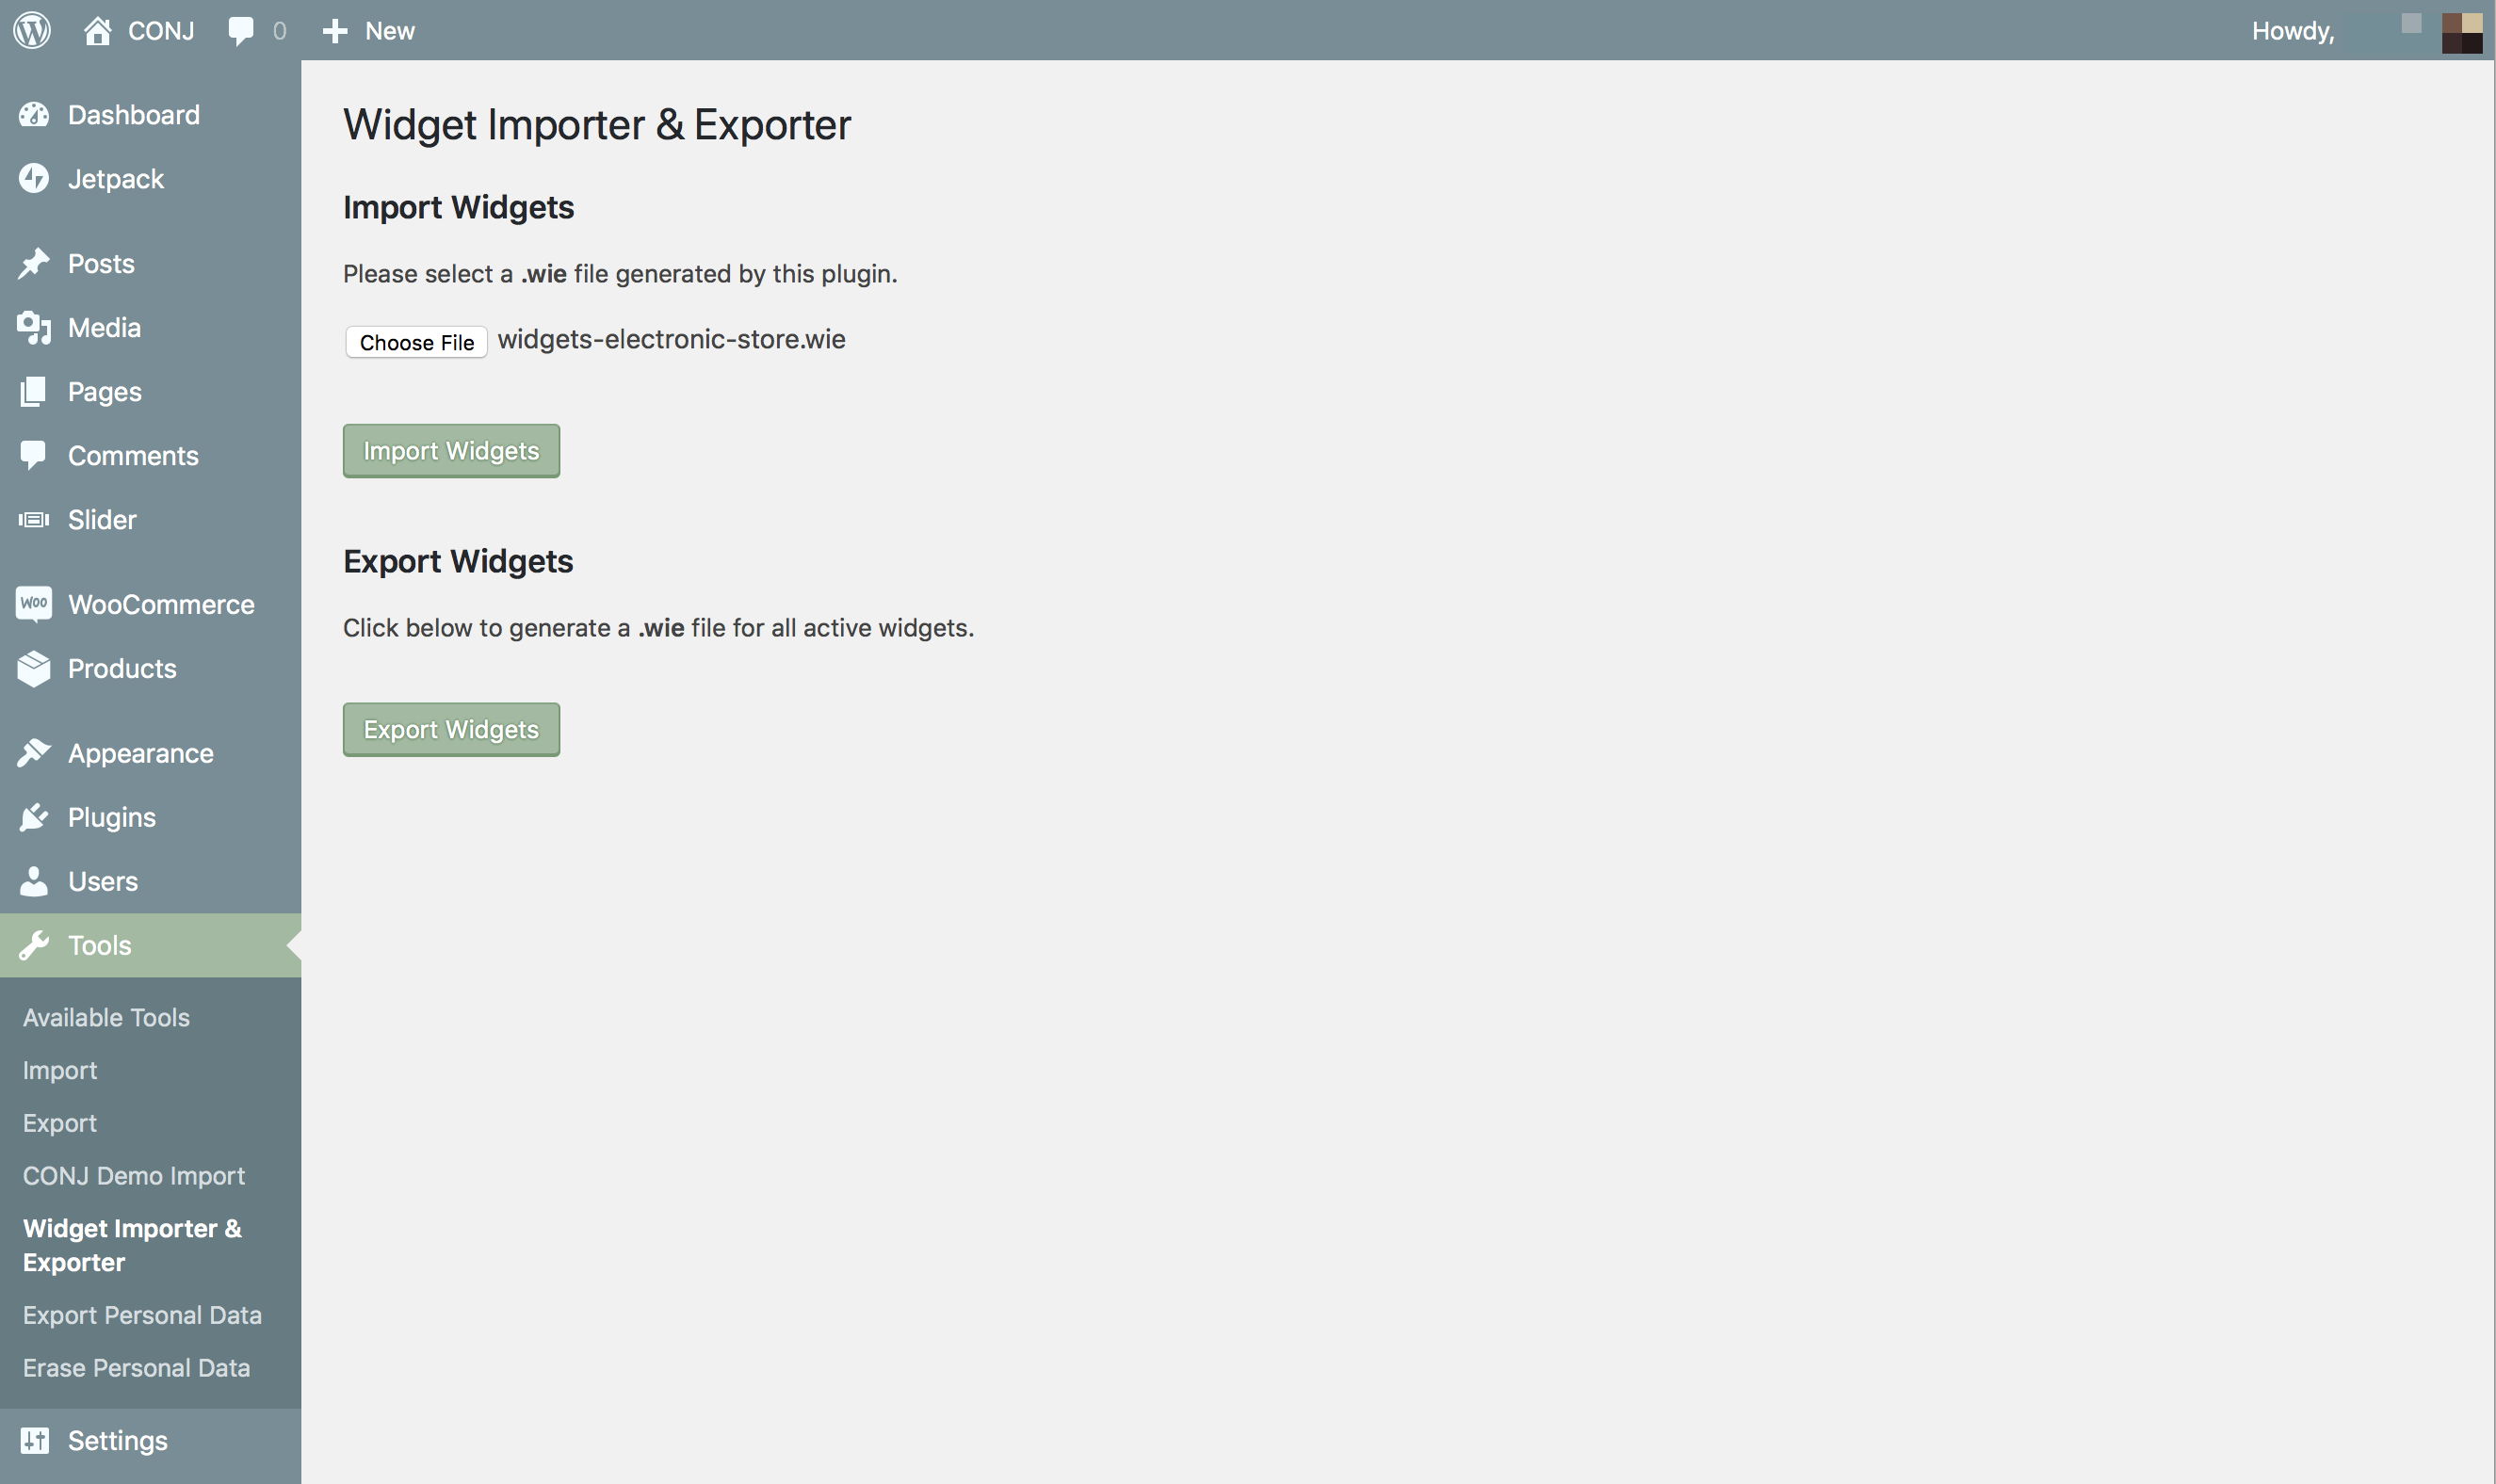 CONJ 0 New Howdy,
Dashboard
Jetpack
Posts
Media
Pages
Comments
Slider
Woo WooCommerce
Products
Appearance
Plugins
Users
Tools
Available Tools
Import
Export
CONJ Demo Import
Widget Importer &
Exporter
Export Personal Data
Erase Personal Data
Settings
Widget Importer & Exporter
Import Widgets
Please select a .wie file generated by this plugin.
Choose File widgets-electronic-store.wie
Import Widgets
Export Widgets
Click below to generate a .wie file for all active widgets.
Export Widgets